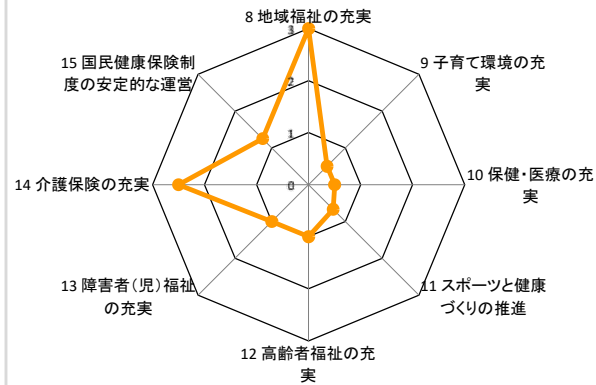 8 地域福祉の充実
3
15 国民健康保険制
度の安定的な運営
9 子育て環境の充
実
2
1
14 介護保険の充実
0
10 保健・医療の充
実
13 障害者（児）福祉
の充実
11 スポーツと健康
づくりの推進
12 高齢者福祉の充
実